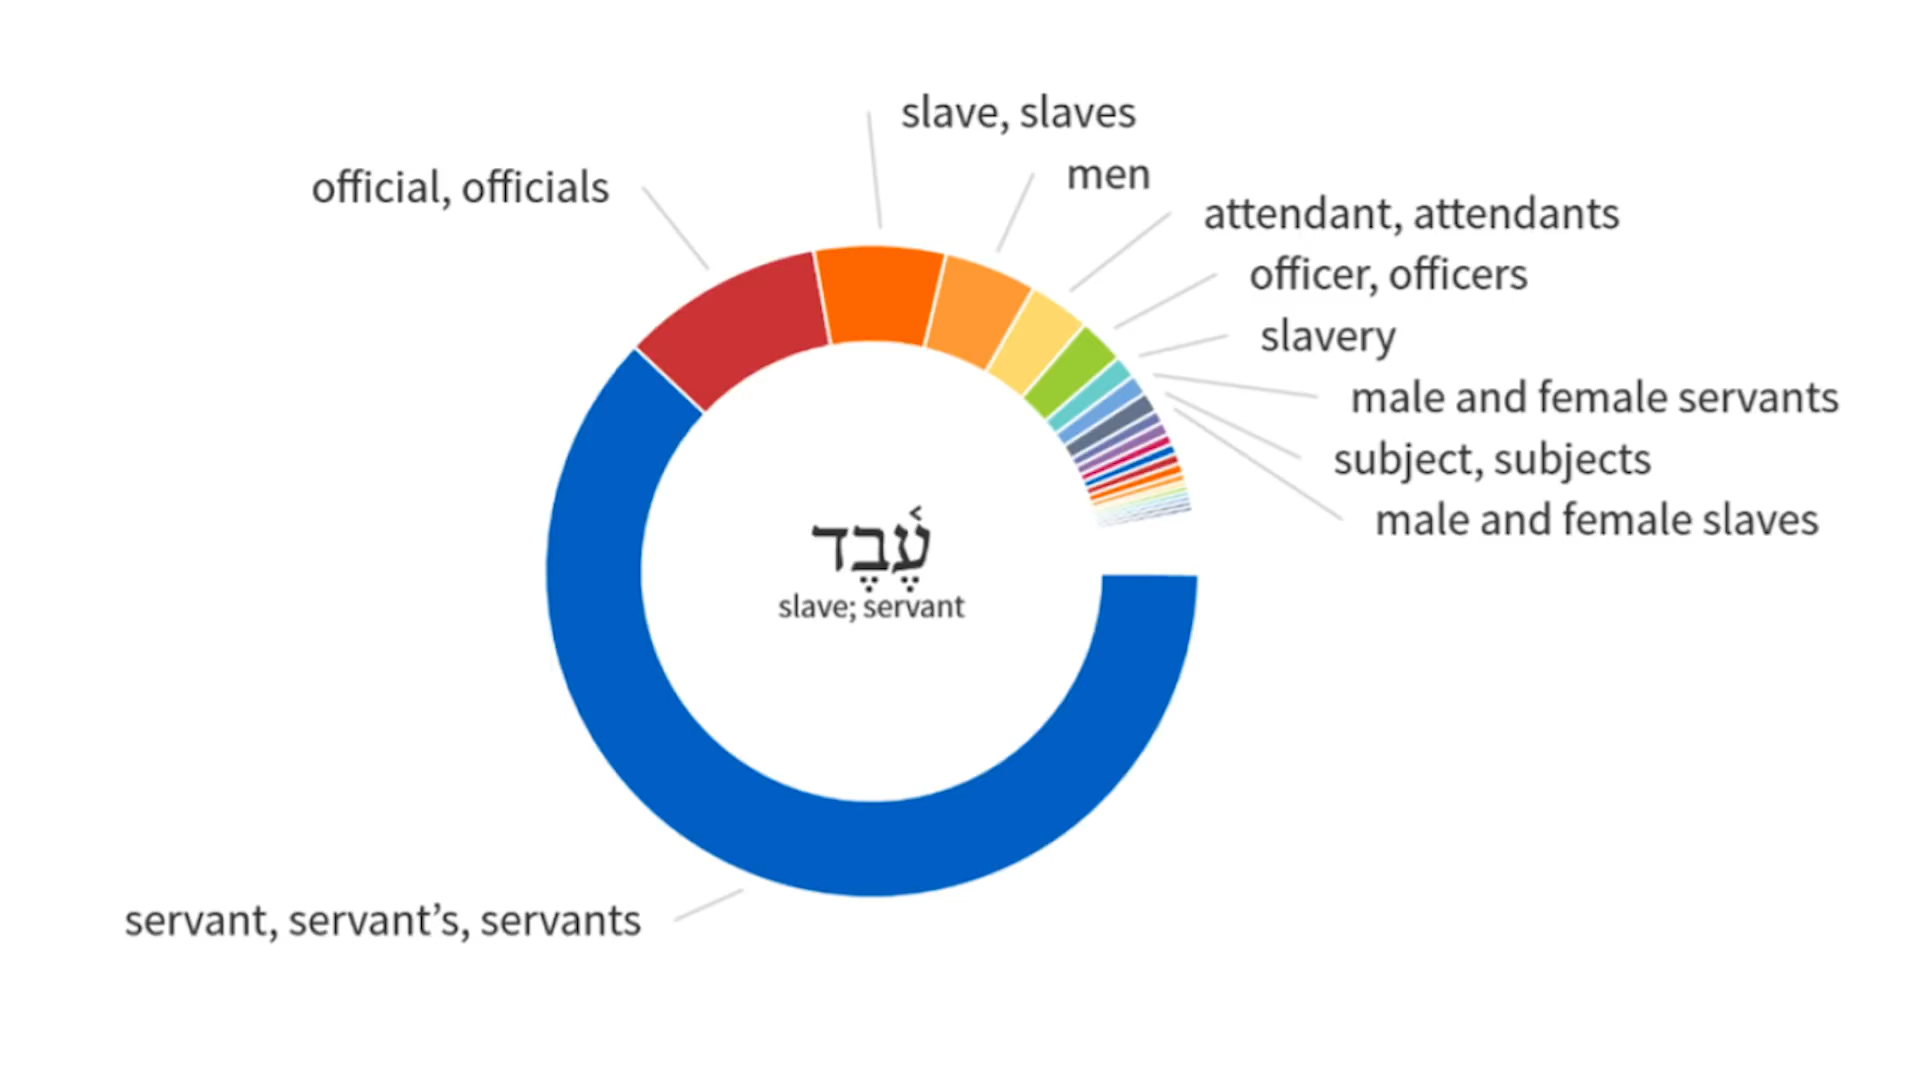 slave, slaves
men
official, officials
attendant, attendants
officer, officers
slavery
male and female servants
subject, subjects
male and female slaves
עֶ֫בֶד
slave; servant
servant, servant’s, servants